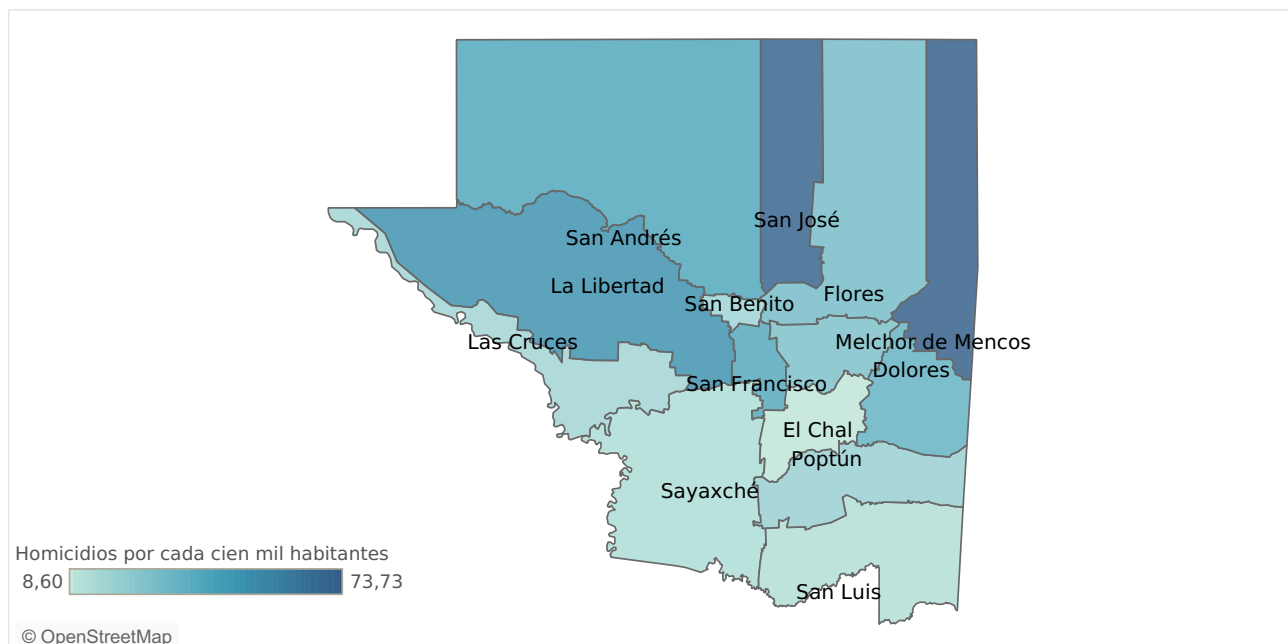 San José
San Andrés
La Libertad
Flores
San Benito
Las Cruces
Melchor de Mencos
Dolores
San Francisco
El Chal
Poptún
Sayaxché
San Luis
Homicidios por cada cien mil habitantes
8,60 73,73
© OpenStreetMap